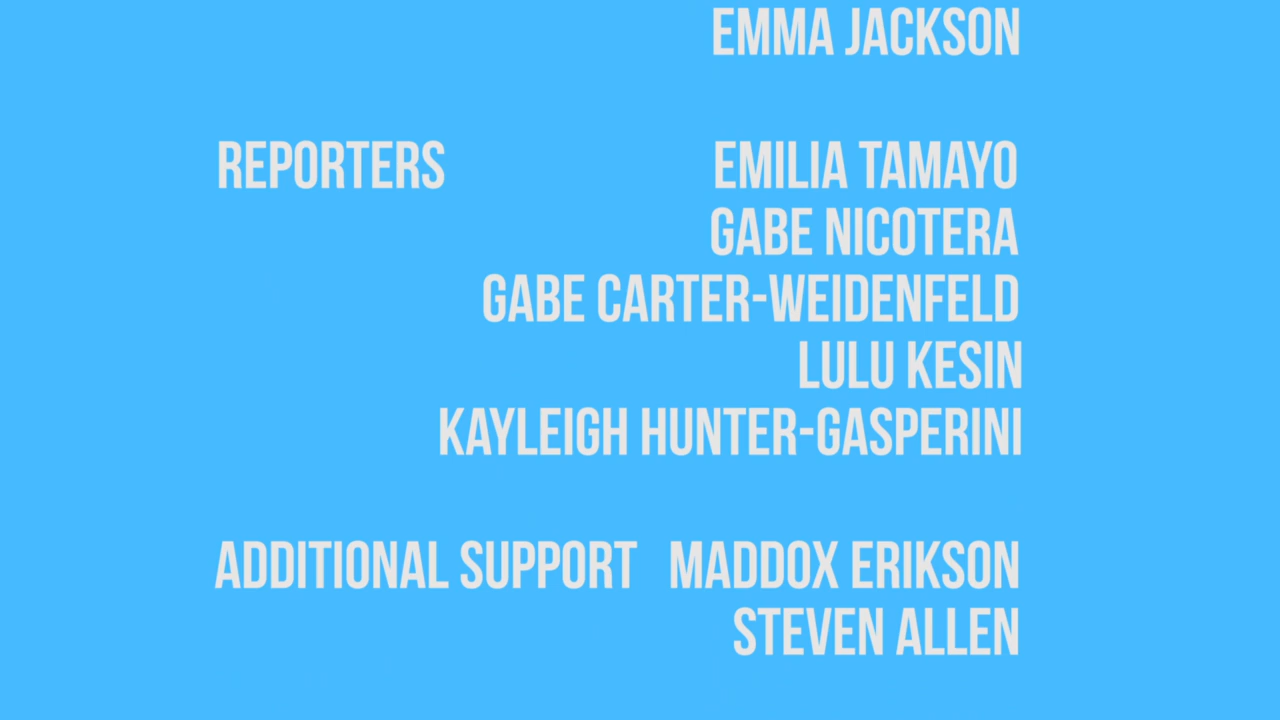 EMMA JACKSON
REPORTERS EMILIA TAMAYO
GABE NICOTERA
GABE CARTER-WEIDENFELD
LULU KESIN
KAYLEIGH HUNTER-GASPERINI
ADDITIONAL SUPPORT MADDOX ERIKSON
STEVEN ALLEN